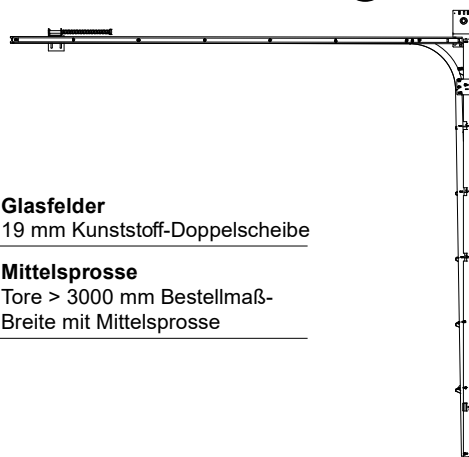 Glasfelder
19 mm Kunststoff-Doppelscheibe
Mittelsprosse
Tore > 3000 mm Bestellmaß-
Breite mit Mittelsprosse